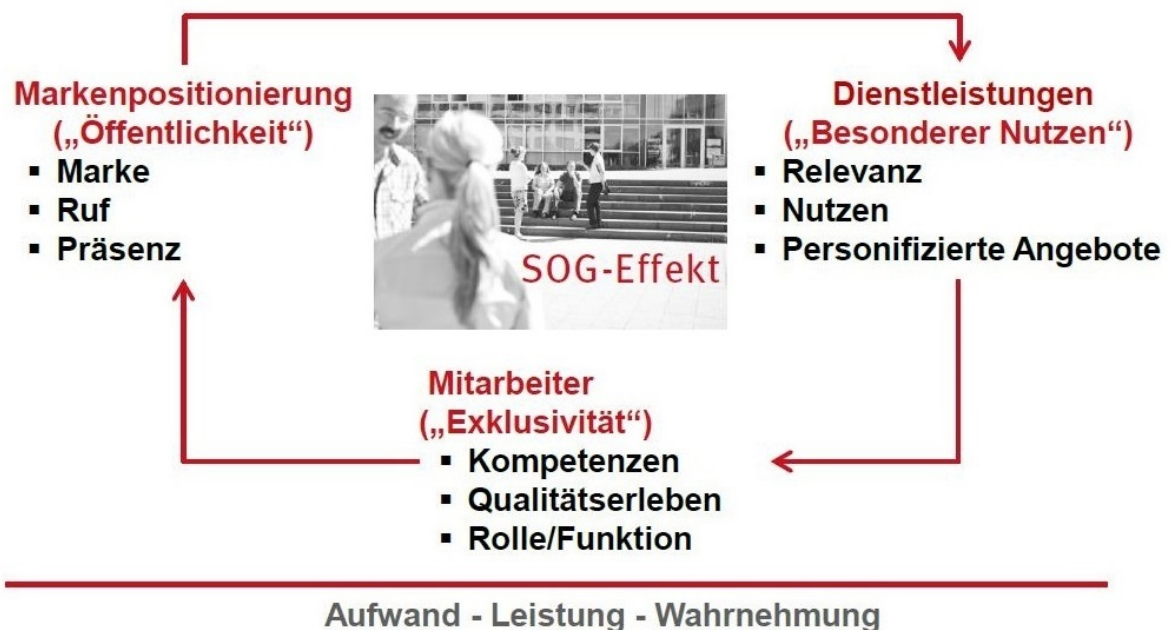 Markenpositionierung
(„Öffentlichkeit“)
▪ Marke
▪ Ruf
▪ Präsenz
Dienstleistungen
(„Besonderer Nutzen“)
▪ Relevanz
▪ Nutzen
▪ Personifizierte Angebote
SOG-Effekt
Mitarbeiter
(„Exklusivität“)
▪ Kompetenzen
▪ Qualitätserleben
▪ Rolle/Funktion
Aufwand - Leistung - Wahrnehmung